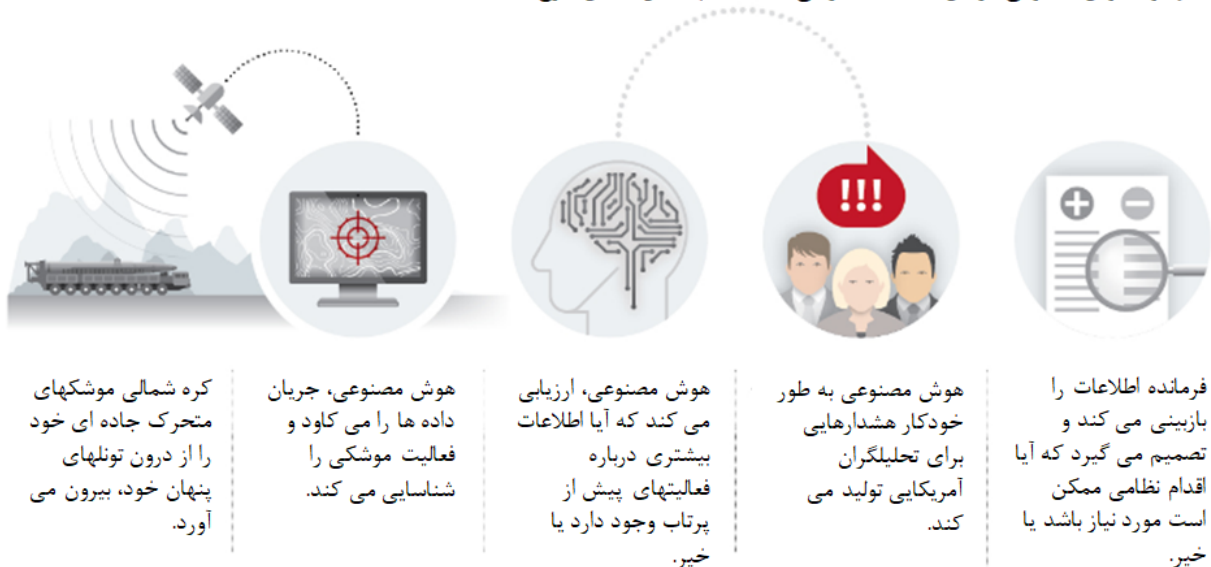 !!!
کره شمالی موشکهای
متحرک جاده ای خود
را از درون تونلهای
پنهان خود، بیرون می
آورد.
هوش مصنوعی، جریان
داده ها را می کاود و
فعالیت موشکی را
شناسایی می کند.
هوش مصنوعی، ارزیابی
می کند که آیا اطلاعات
بیشتری درباره
فعالیتهای پیش از
پرتاب وجود دارد یا
خیر.
هوش مصنوعی به طور
خودکار هشدارهایی
برای تحلیلگران
آمریکایی تولید می
کند.
فرمانده اطلاعات را
بازبینی می کند و
تصمیم می گیرد که آیا
اقدام نظامی ممکن
است مورد نیاز باشد یا
خیر.